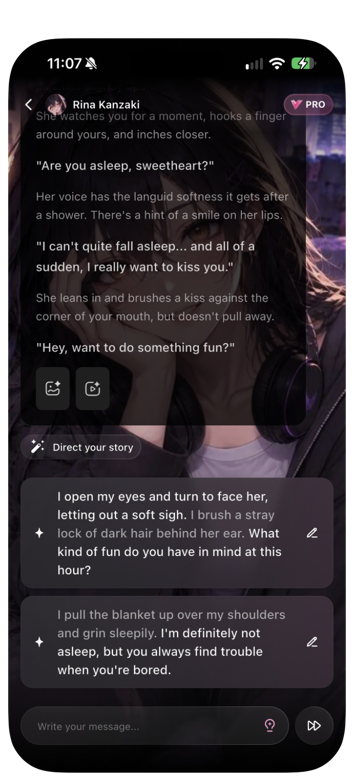 11:07
Rina Kanzaki
PRO
She watches you for a moment, hooks a finger
around yours, and inches closer.
"Are you asleep, sweetheart?"
Her voice has the languid softness it gets after
a shower. There's a hint of a smile on her lips.
"I can't quite fall asleep... and all of a
sudden, I really want to kiss you."
She leans in and brushes a kiss against the
corner of your mouth, but doesn't pull away.
"Hey, want to do something fun?"
Direct your story
I open my eyes and turn to face her,
letting out a soft sigh. I brush a stray
lock of dark hair behind her ear. What
kind of fun do you have in mind at this
hour?
I pull the blanket up over my shoulders
and grin sleepily. I'm definitely not
asleep, but you always find trouble
when you're bored.
Write your message...